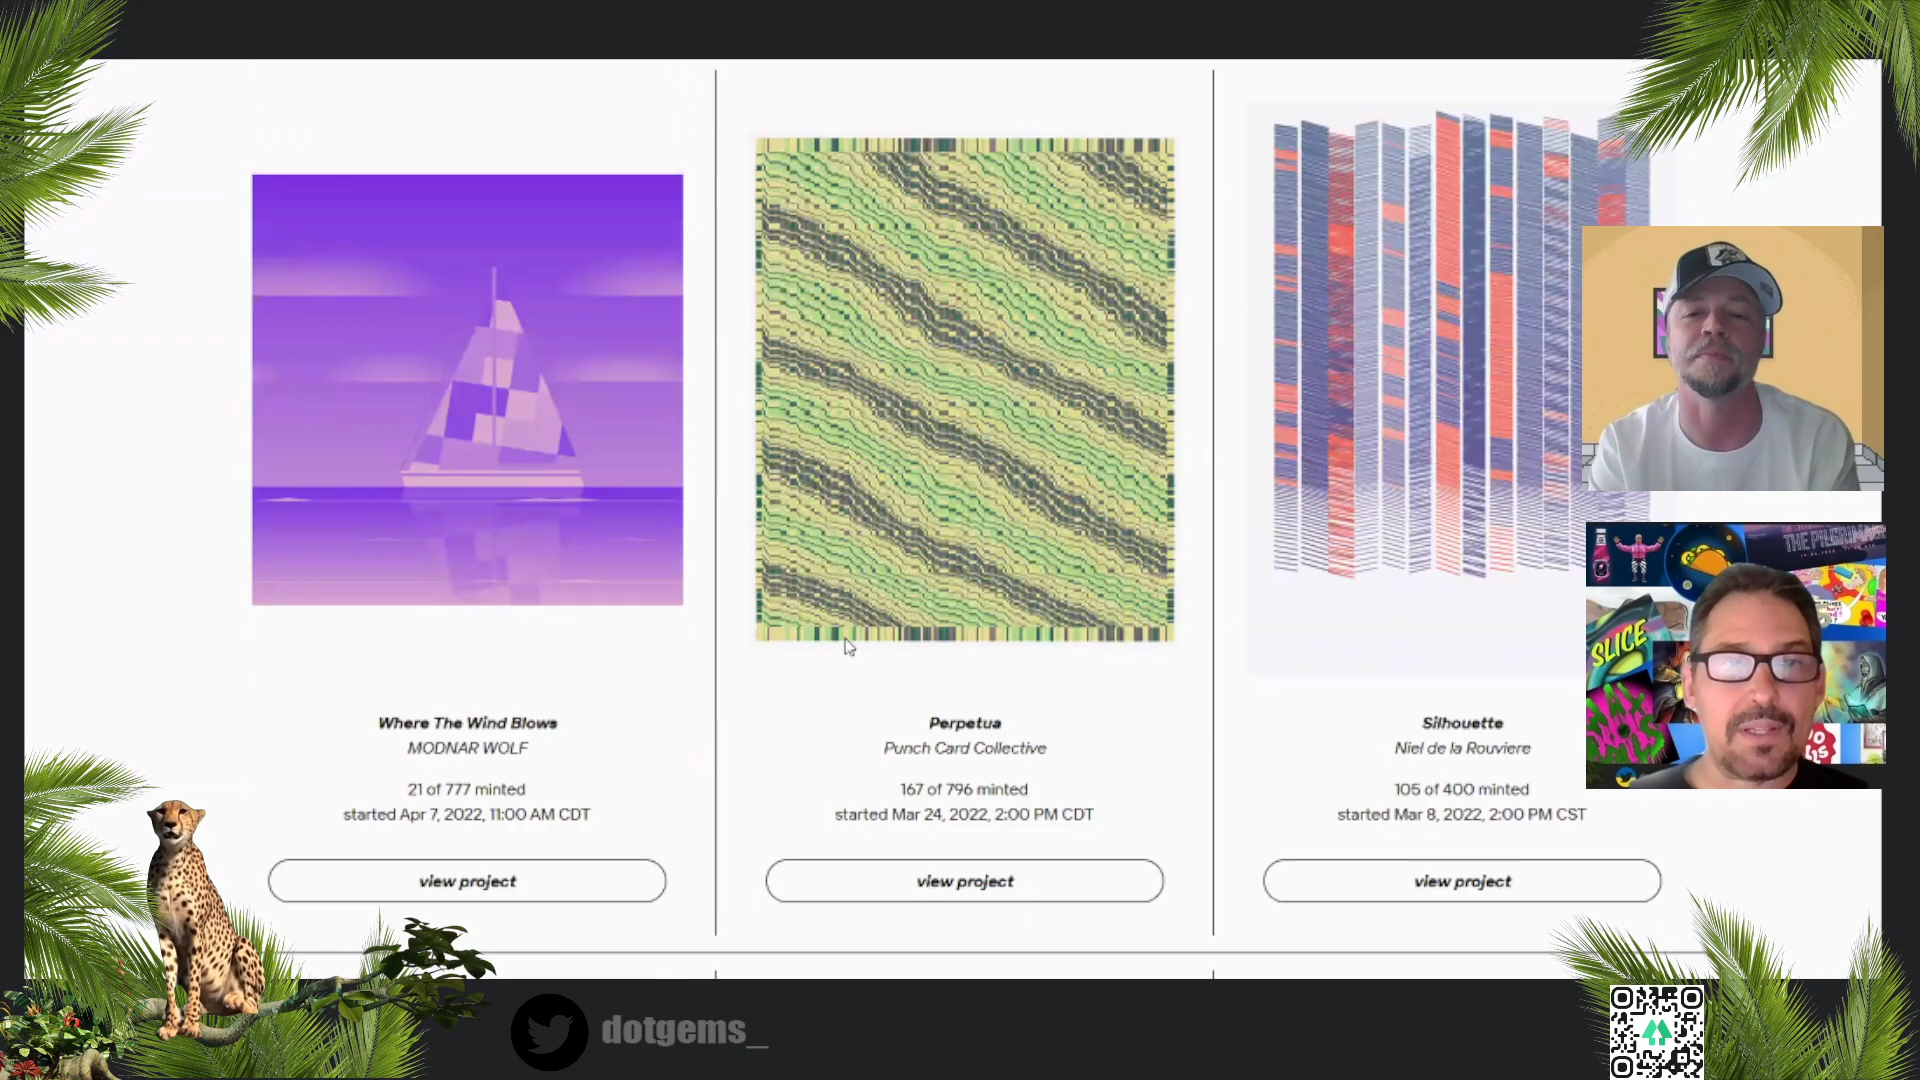 Where The Wind Blows
MODNAR WOLF
21 of 777 minted
started Apr 7, 2022, 11:00 AM CDT
view project
Perpetua
Punch Card Collective
167 of 796 minted
started Mar 24, 2022, 2:00 PM CDT
view project
Silhouette
Niel de la Rouviere
105 of 400 minted
started Mar 8, 2022, 2:00 PM CST
view project
THE PILGRIMAGE
SLICE
dotgems_